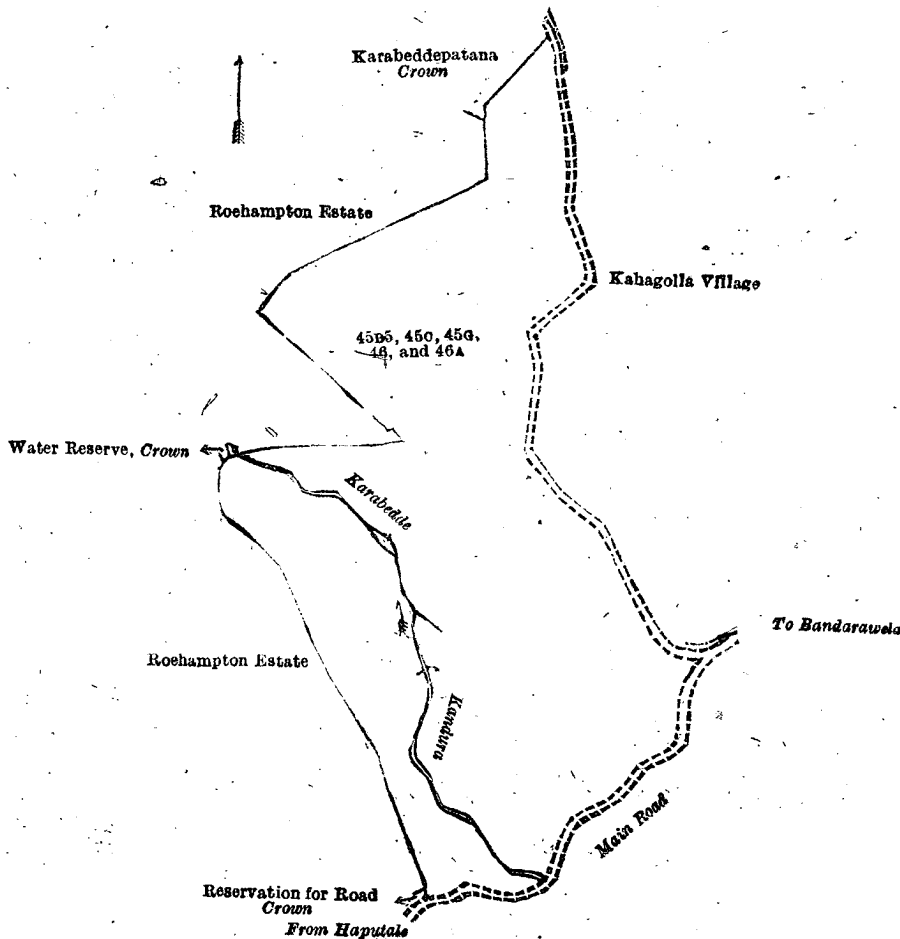 Karabeddepatana
Crown
Roehampton Estate
Kahagolla Village
45B5, 45C, 45G,
46, and 46A
Water Reserve, Crown
Karabedde
To Bandarawela
Roehampton Estate
Kandura
Main Road
Reservation for Road
Crown
From Haputale